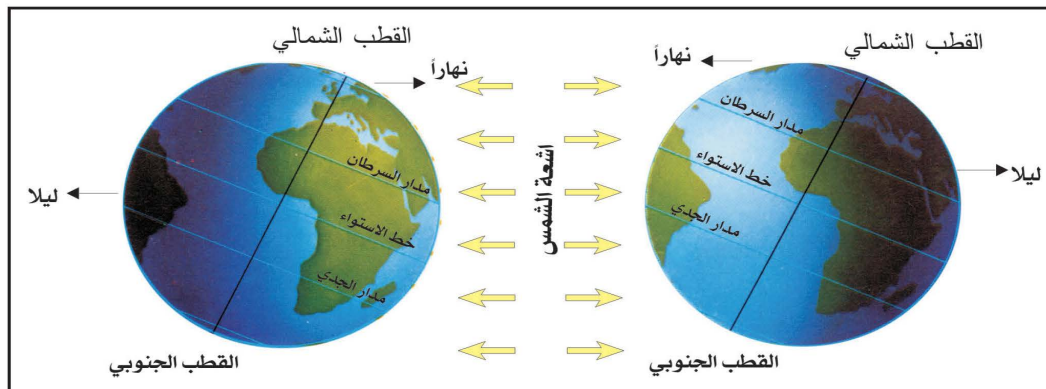 القطب الشمالي
نهاراً
مدار السرطان
خط الاستواء
مدار الجدي
ليلا
القطب الجنوبي
اشعة الشمس
القطب الشمالي
نهاراً
مدار السرطان
خط الاستواء
مدار الجدي
ليلا
القطب الجنوبي